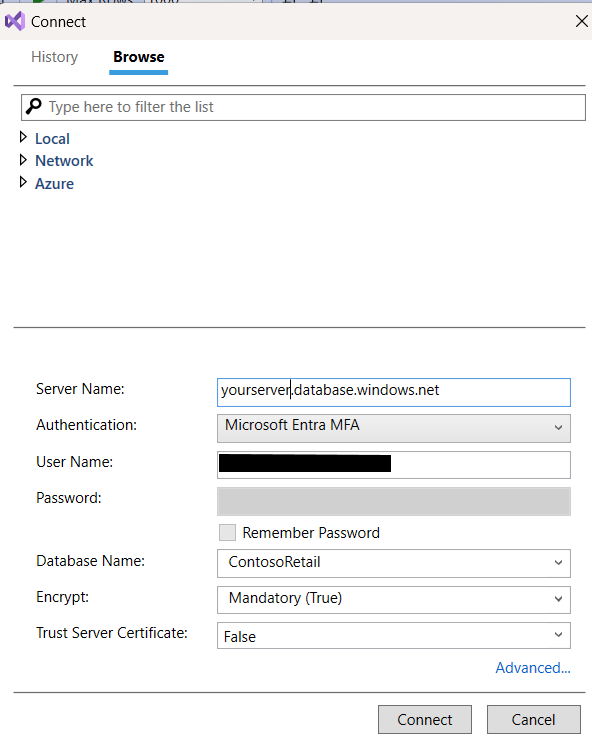 Connect
History Browse
Type here to filter the list
Local
Network
Azure
Server Name: yourserver.database.windows.net
Authentication: Microsoft Entra MFA
User Name:
Password:
Remember Password
Database Name: ContosoRetail
Encrypt: Mandatory (True)
Trust Server Certificate: False
Advanced...
Connect Cancel